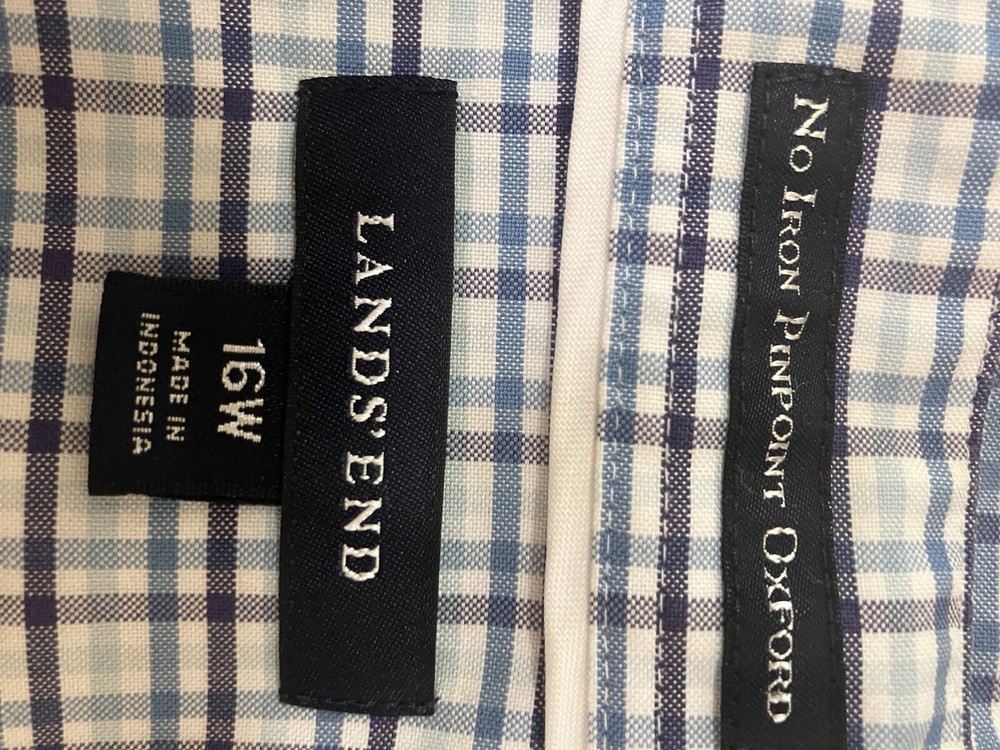 NO IRON PINPOINT OXFORD
LANDS' END
16W
MADE IN
INDONESIA